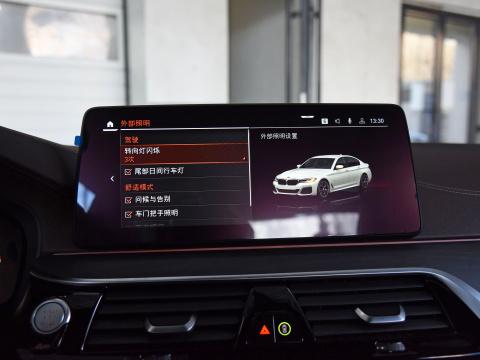 外部照明
13:30
驾驶
转向灯闪烁
3次
尾部日间行车灯
舒适模式
问候与告别
车门把手照明
外部照明设置